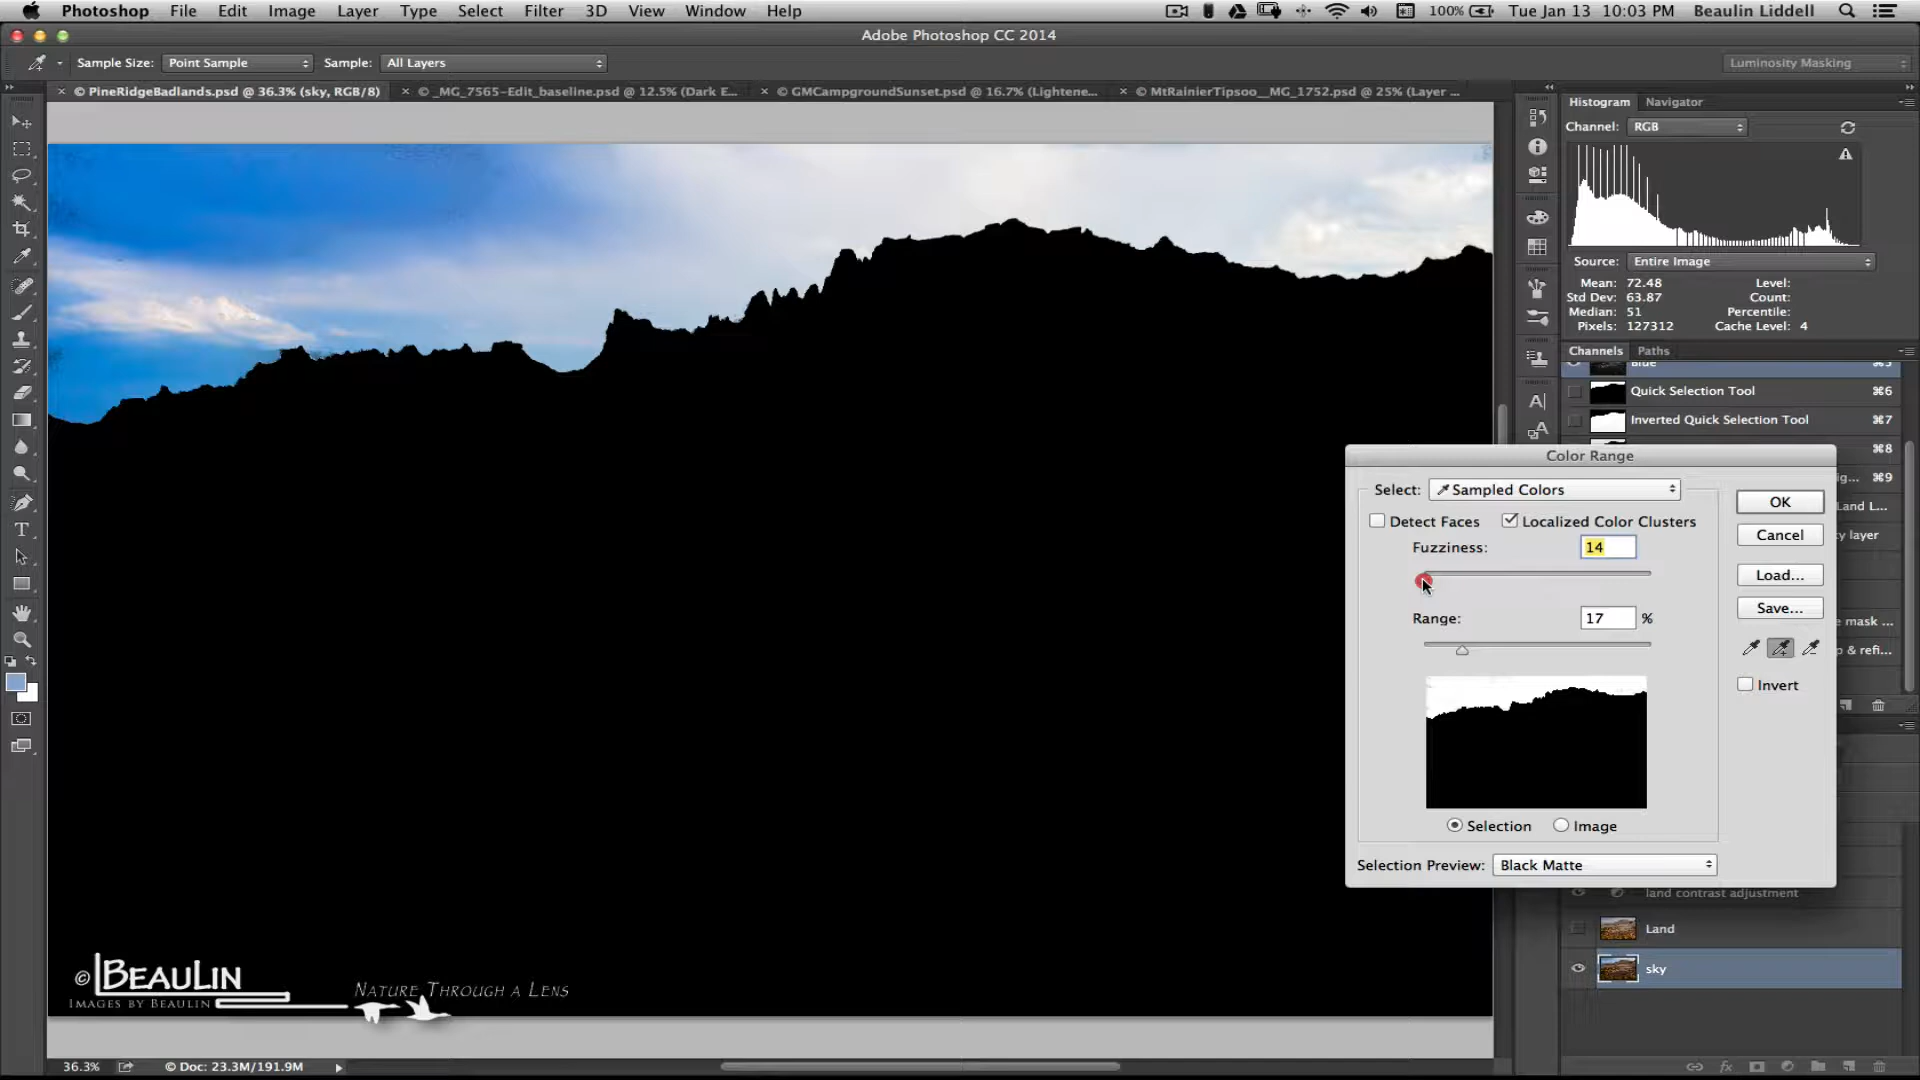 Photoshop File Edit Image Layer Type Select Filter 3D View Window Help 100% Tue Jan 13 10:03 PM Beaulin Liddell
Adobe Photoshop CC 2014
Sample Size: Point Sample Sample: All Layers Luminosity Masking
× © PineRidgeBadlands.psd @ 36.3% (sky, RGB/8) × © _MG_7565-Edit_baseline.psd @ 12.5% (Dark E... × © GMCampgroundSunset.psd @ 16.7% (Lightene... × © MtRainierTipsoo__MG_1752.psd @ 25% (Layer ...
Histogram Navigator
Channel: RGB
Source: Entire Image
Mean: 72.48 Level:
Std Dev: 63.87 Count:
Median: 51 Percentile:
Pixels: 127312 Cache Level: 4
Channels Paths
Blue ⌘5
Quick Selection Tool ⌘6
Inverted Quick Selection Tool ⌘7
⌘8
ig... ⌘9
Land L...
y layer
e mask ...
p & refi...
Color Range
Select: Sampled Colors
Detect Faces Localized Color Clusters
Fuzziness: 14
Range: 17 %
OK
Cancel
Load...
Save...
Invert
Selection Image
Selection Preview: Black Matte
land contrast adjustment
Land
sky
© BEAULIN
IMAGES BY BEAULIN
NATURE THROUGH A LENS
36.3% © Doc: 23.3M/191.9M